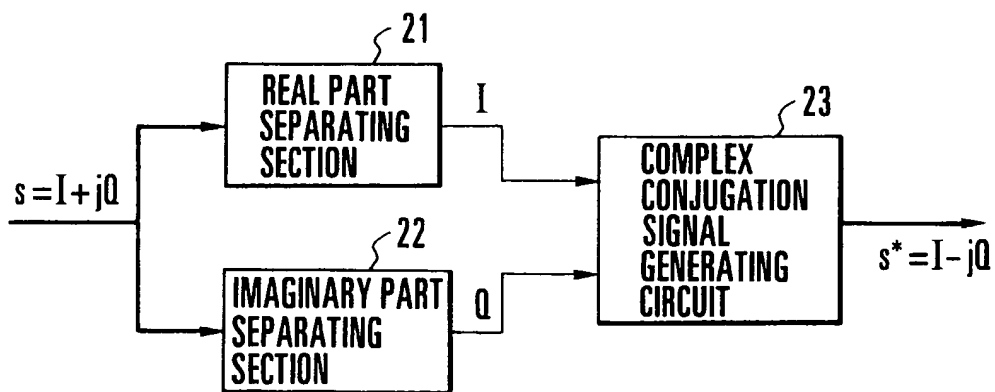 21
REAL PART
SEPARATING
SECTION
I
23
COMPLEX
CONJUGATION
SIGNAL
GENERATING
CIRCUIT
s=I+jQ
s*=I-jQ
22
IMAGINARY PART
SEPARATING
SECTION
Q